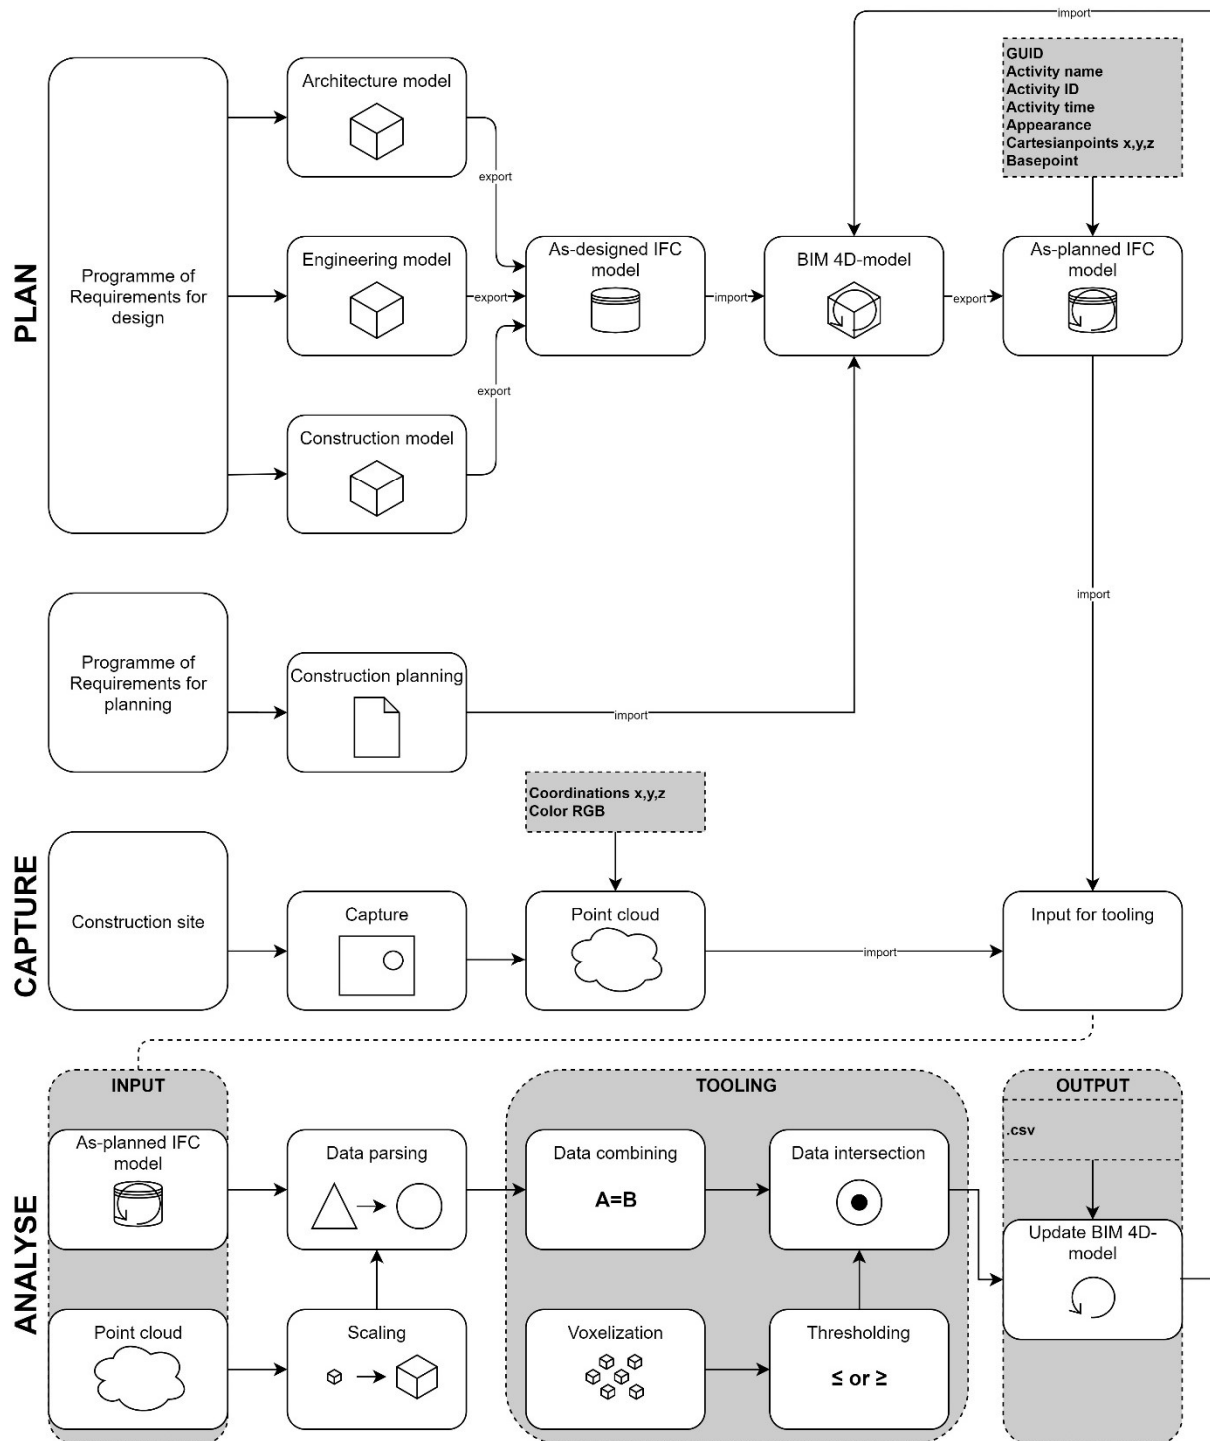 import
GUID
Activity name
Activity ID
Activity time
Appearance
Cartesianpoints x,y,z
Basepoint
PLAN
Programme of
Requirements for
design
Architecture model
export
Engineering model
export
Construction model
export
As-designed IFC
model
import
BIM 4D-model
export
As-planned IFC
model
import
Programme of
Requirements for
planning
Construction planning
import
CAPTURE
Coordinations x,y,z
Color RGB
Construction site
Capture
Point cloud
import
Input for tooling
ANALYSE
INPUT
As-planned IFC
model
Point cloud
Data parsing
Scaling
TOOLING
Data combining
A=B
Data intersection
Voxelization
Thresholding
≤ or ≥
OUTPUT
.csv
Update BIM 4D-
model